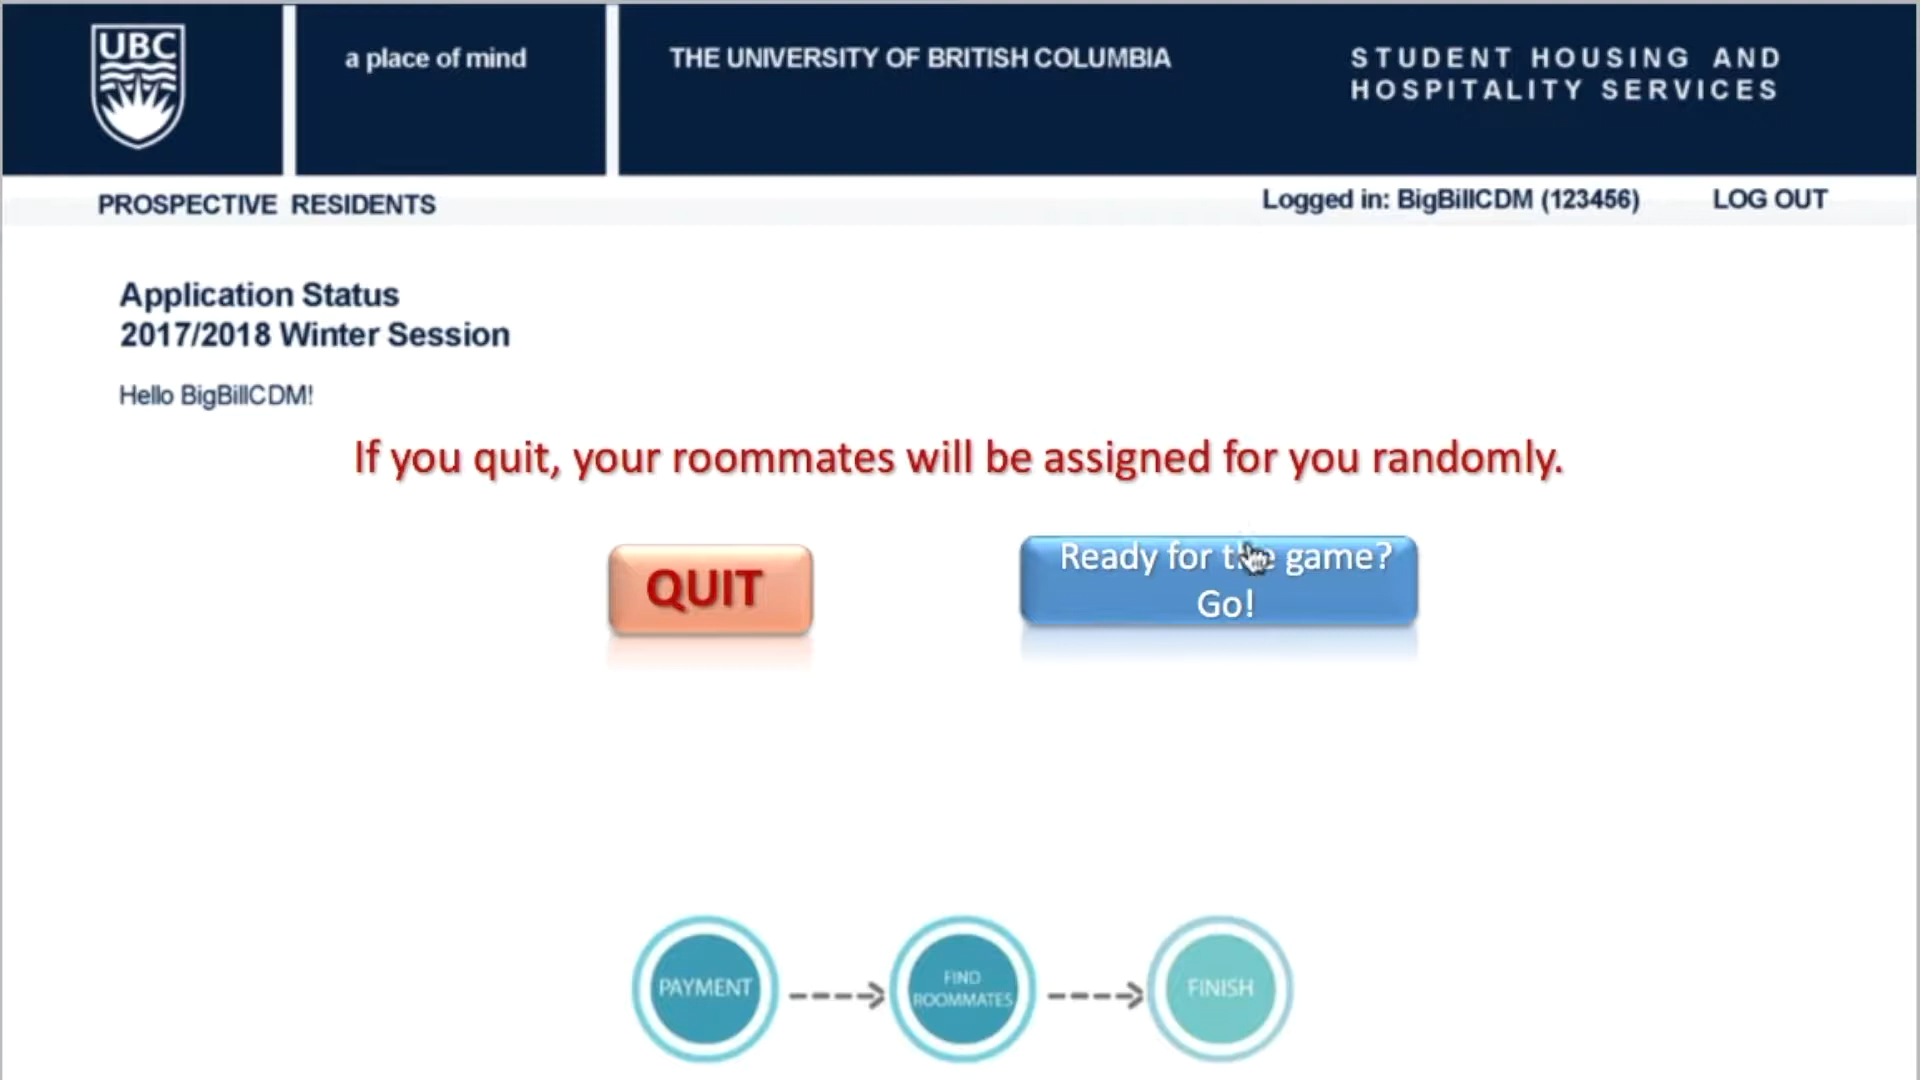 UBC
a place of mind
THE UNIVERSITY OF BRITISH COLUMBIA
STUDENT HOUSING AND
HOSPITALITY SERVICES
PROSPECTIVE RESIDENTS
Logged in: BigBillCDM (123456)
LOG OUT
Application Status
2017/2018 Winter Session
Hello BigBillCDM!
If you quit, your roommates will be assigned for you randomly.
QUIT
Ready for the game?
Go!
PAYMENT
FIND
ROOMMATES
FINISH